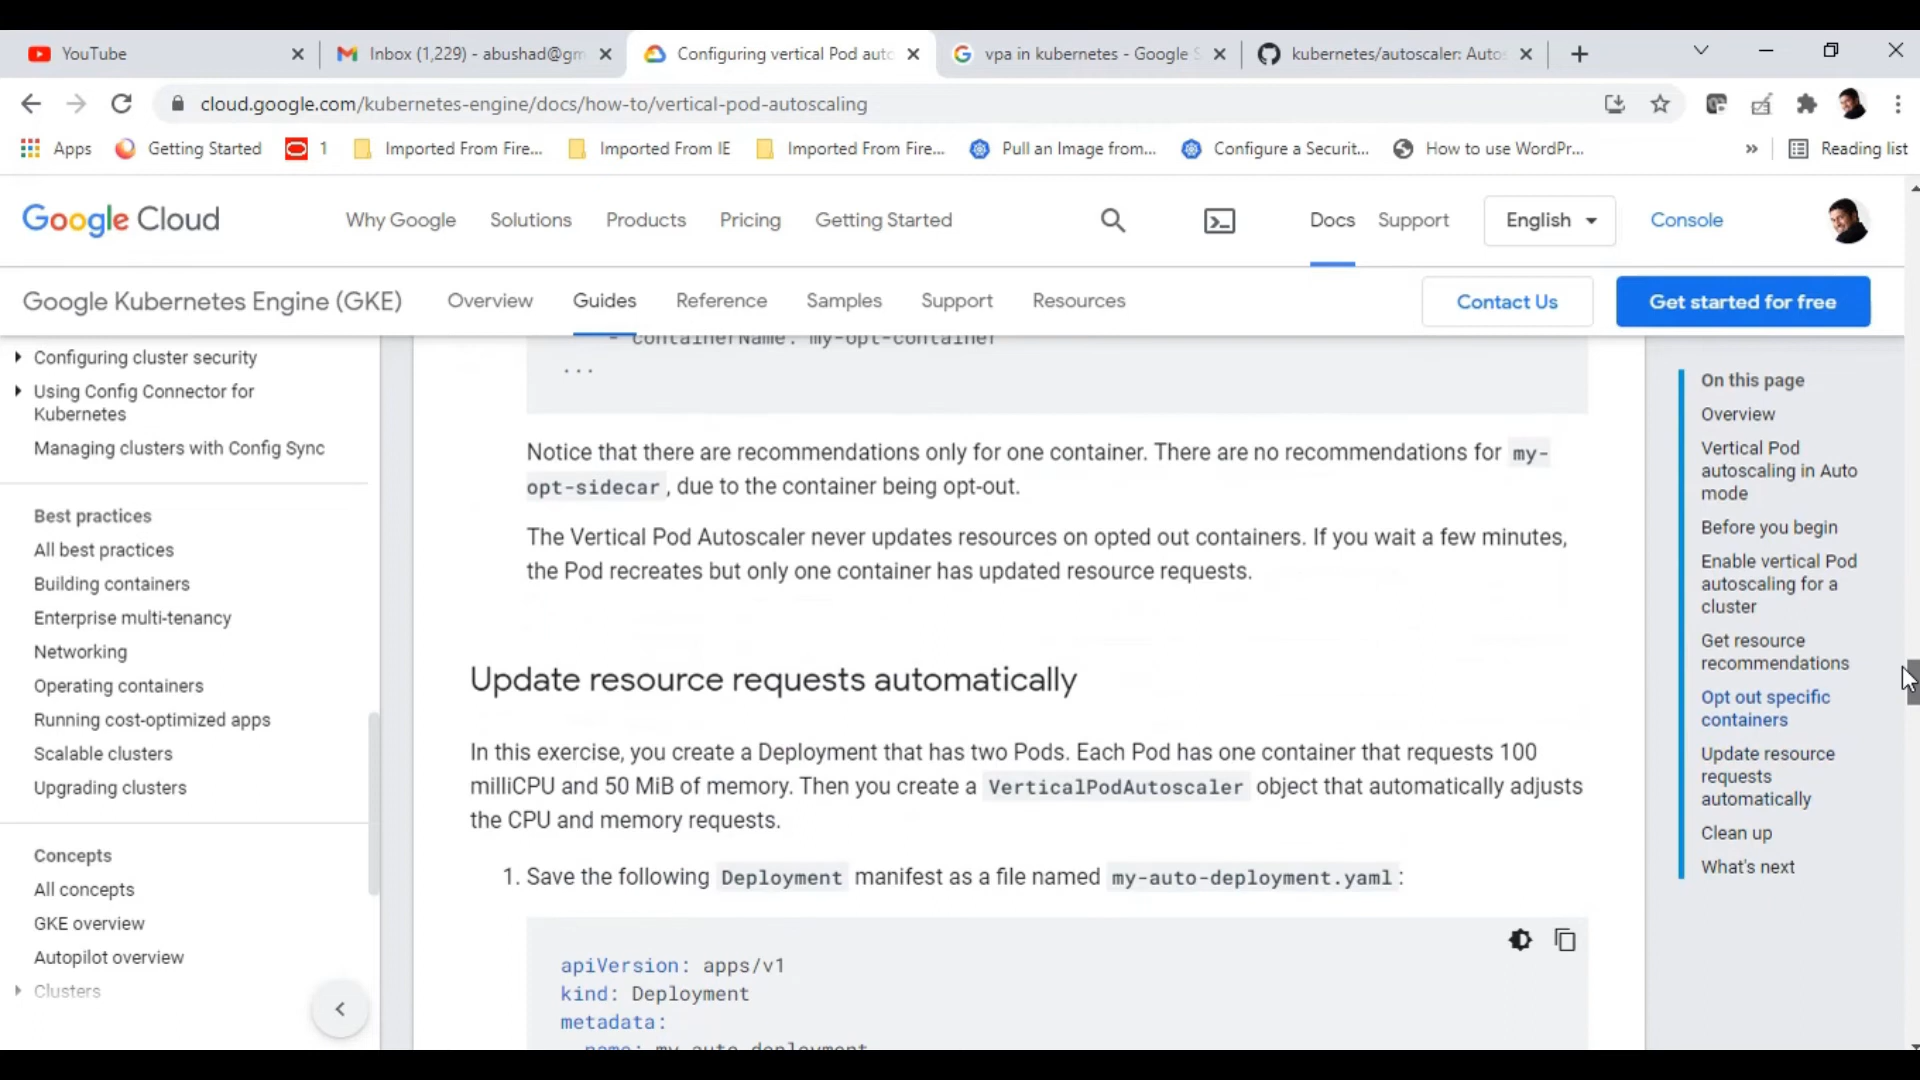 YouTube
Inbox (1,229) - abushad@gm
Configuring vertical Pod auto
vpa in kubernetes - Google S
kubernetes/autoscaler: Autos
cloud.google.com/kubernetes-engine/docs/how-to/vertical-pod-autoscaling
Apps
Getting Started
1
Imported From Fire...
Imported From IE
Imported From Fire...
Pull an Image from...
Configure a Securit...
How to use WordPr...
»
Reading list
Google Cloud
Why Google
Solutions
Products
Pricing
Getting Started
Docs
Support
English
Console
Google Kubernetes Engine (GKE)
Overview
Guides
Reference
Samples
Support
Resources
Contact Us
Get started for free
Configuring cluster security
Using Config Connector for
Kubernetes
Managing clusters with Config Sync
Best practices
All best practices
Building containers
Enterprise multi-tenancy
Networking
Operating containers
Running cost-optimized apps
Scalable clusters
Upgrading clusters
Concepts
All concepts
GKE overview
Autopilot overview
Clusters
- containerName: my-opt-container
...
Notice that there are recommendations only for one container. There are no recommendations for my-
opt-sidecar , due to the container being opt-out.
The Vertical Pod Autoscaler never updates resources on opted out containers. If you wait a few minutes,
the Pod recreates but only one container has updated resource requests.
Update resource requests automatically
In this exercise, you create a Deployment that has two Pods. Each Pod has one container that requests 100
milliCPU and 50 MiB of memory. Then you create a VerticalPodAutoscaler object that automatically adjusts
the CPU and memory requests.
1. Save the following Deployment manifest as a file named my-auto-deployment.yaml :
apiVersion: apps/v1
kind: Deployment
metadata:
name: my-auto-deployment
On this page
Overview
Vertical Pod
autoscaling in Auto
mode
Before you begin
Enable vertical Pod
autoscaling for a
cluster
Get resource
recommendations
Opt out specific
containers
Update resource
requests
automatically
Clean up
What's next